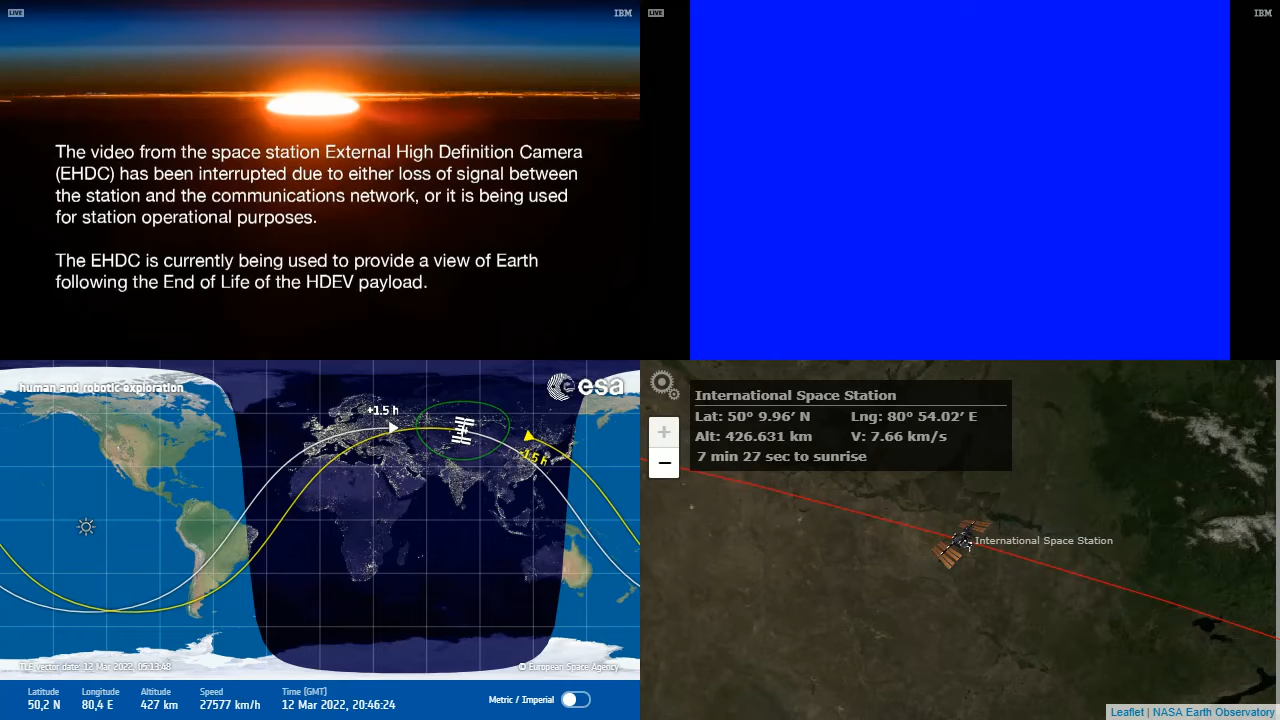 LIVE
IBM
The video from the space station External High Definition Camera
(EHDC) has been interrupted due to either loss of signal between
the station and the communications network, or it is being used
for station operational purposes.
The EHDC is currently being used to provide a view of Earth
following the End of Life of the HDEV payload.
LIVE
IBM
human and robotic exploration
esa
+1.5 h
-1.5 h
TLE vector date: 12 Mar 2022, 05:13:48
© European Space Agency
Latitude
Longitude
Altitude
Speed
Time (GMT)
50,2 N
80,4 E
427 km
27577 km/h
12 Mar 2022, 20:46:24
Metric / Imperial
International Space Station
Lat: 50° 9.96′ N
Lng: 80° 54.02′ E
Alt: 426.631 km
V: 7.66 km/s
7 min 27 sec to sunrise
+
−
International Space Station
Leaflet | NASA Earth Observatory